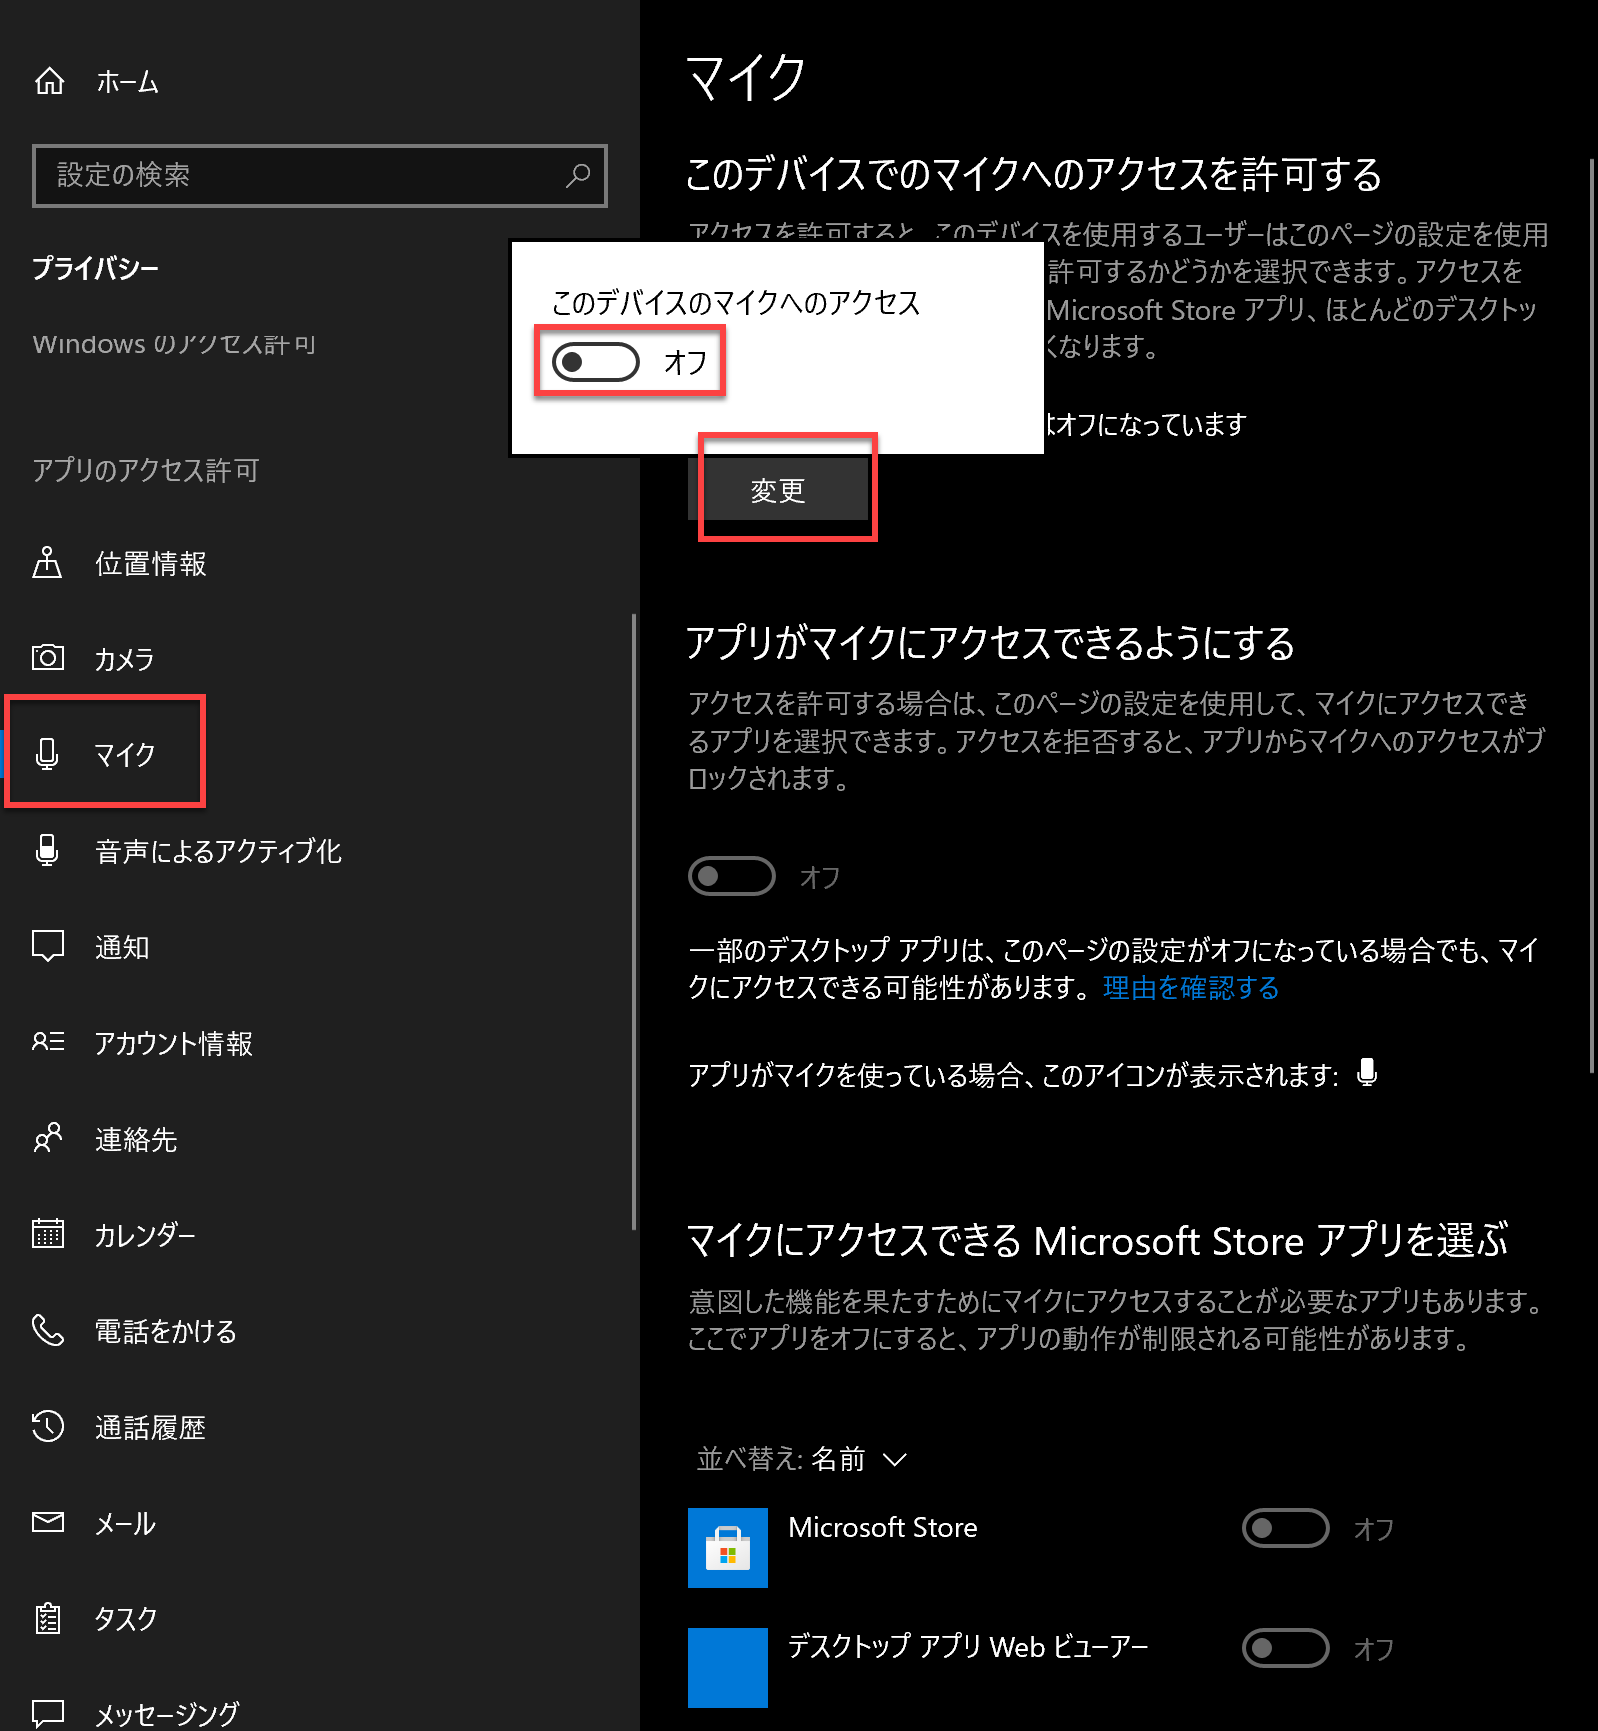 ホーム
設定の検索
プライバシー
Windows のアクセス許可
アプリのアクセス許可
位置情報
カメラ
マイク
音声によるアクティブ化
通知
アカウント情報
連絡先
カレンダー
電話をかける
通話履歴
メール
タスク
メッセージング
マイク
このデバイスでのマイクへのアクセスを許可する
アクセスを許可すると、このデバイスを使用するユーザーはこのページの設定を使用
許可するかどうかを選択できます。アクセスを
Microsoft Store アプリ、ほとんどのデスクトッ
くなります。
はオフになっています
このデバイスのマイクへのアクセス
オフ
変更
アプリがマイクにアクセスできるようにする
アクセスを許可する場合は、このページの設定を使用して、マイクにアクセスでき
るアプリを選択できます。アクセスを拒否すると、アプリからマイクへのアクセスがブ
ロックされます。
オフ
一部のデスクトップ アプリは、このページの設定がオフになっている場合でも、マイ
クにアクセスできる可能性があります。 理由を確認する
アプリがマイクを使っている場合、このアイコンが表示されます:
マイクにアクセスできる Microsoft Store アプリを選ぶ
意図した機能を果たすためにマイクにアクセスすることが必要なアプリもあります。
ここでアプリをオフにすると、アプリの動作が制限される可能性があります。
並べ替え: 名前
Microsoft Store オフ
デスクトップ アプリ Web ビューアー オフ